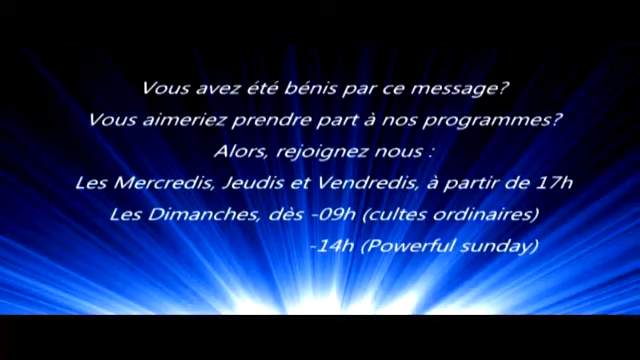 Vous avez été bénis par ce message?
Vous aimeriez prendre part à nos programmes?
Alors, rejoignez nous :
Les Mercredis, Jeudis et Vendredis, à partir de 17h
Les Dimanches, dès -09h (cultes ordinaires)
-14h (Powerful sunday)